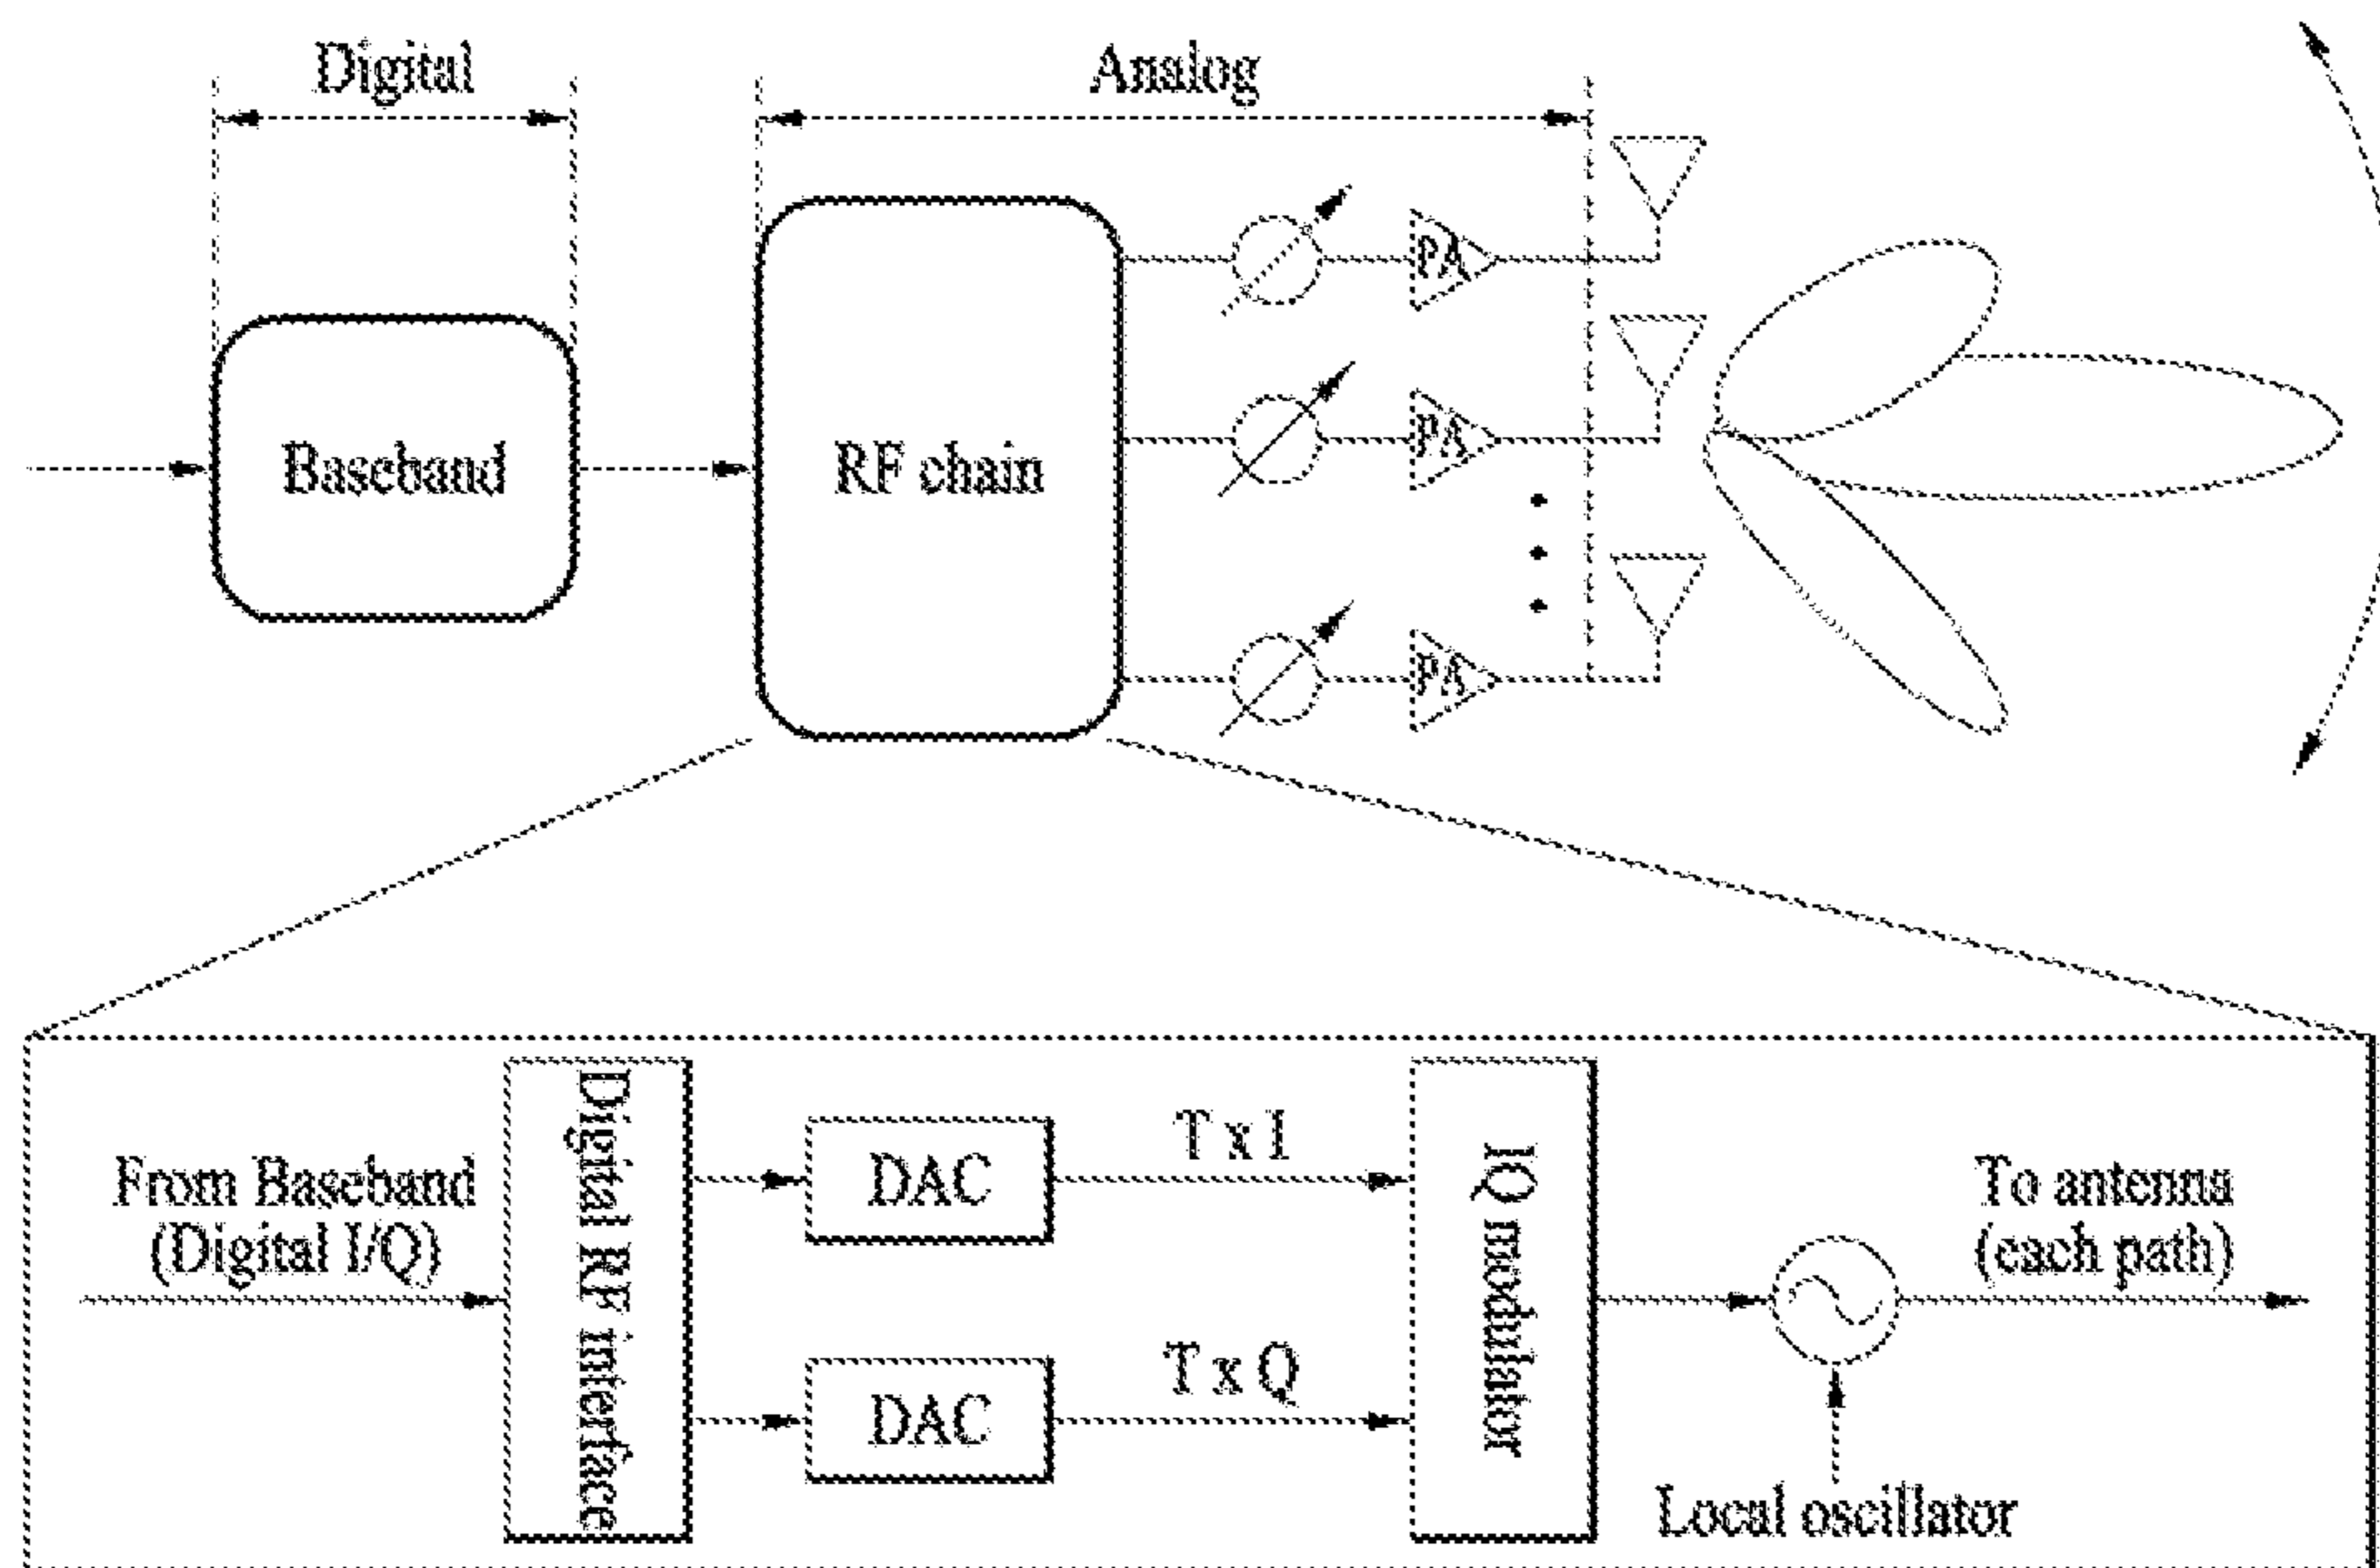 Digital
Analog
PA
Baseband
RF chain
PA
PA
Digital RF interface
DAC
T x I
IQ modulator
From Baseband
(Digital I/Q)
To antenna
(each path)
DAC
T x Q
Local oscillator